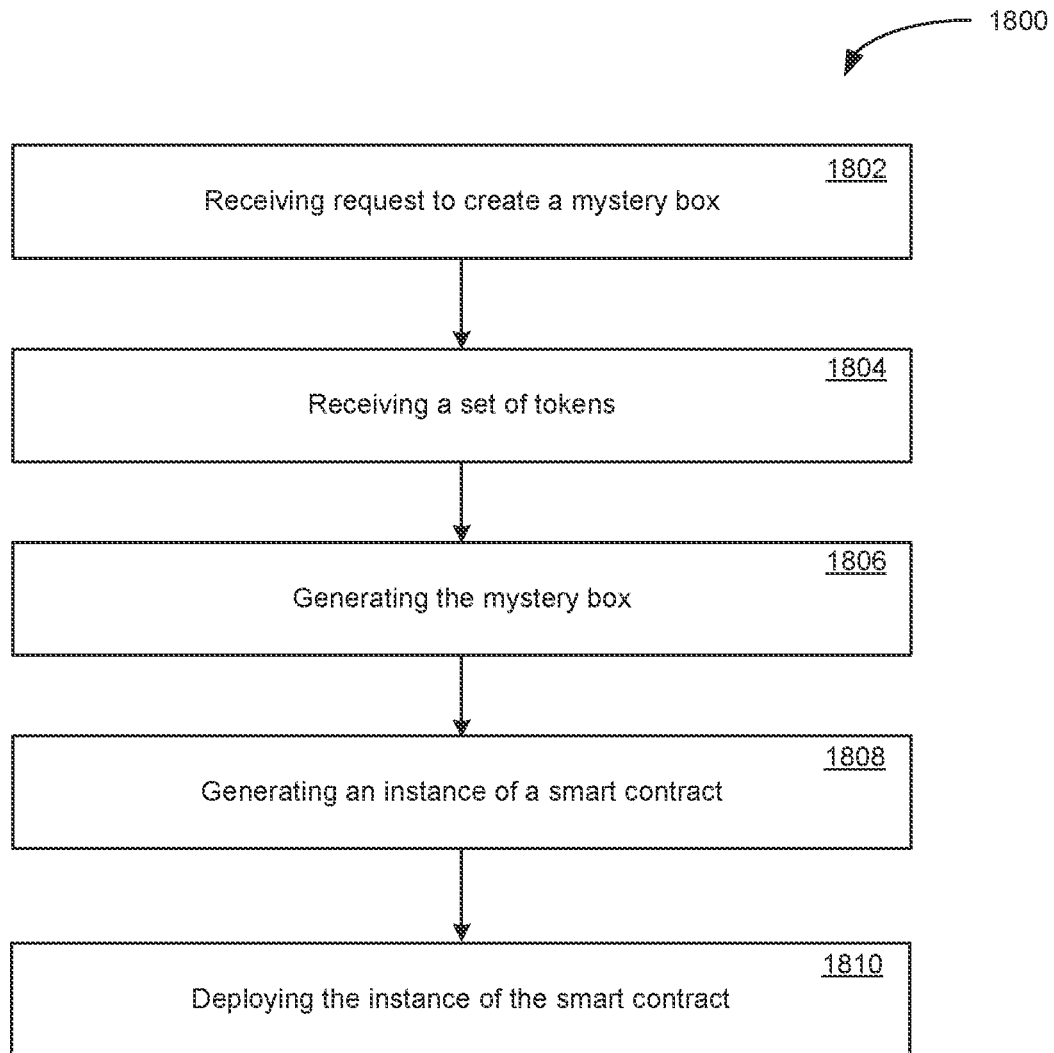 1800
1802
Receiving request to create a mystery box
1804
Receiving a set of tokens
1806
Generating the mystery box
1808
Generating an instance of a smart contract
1810
Deploying the instance of the smart contract